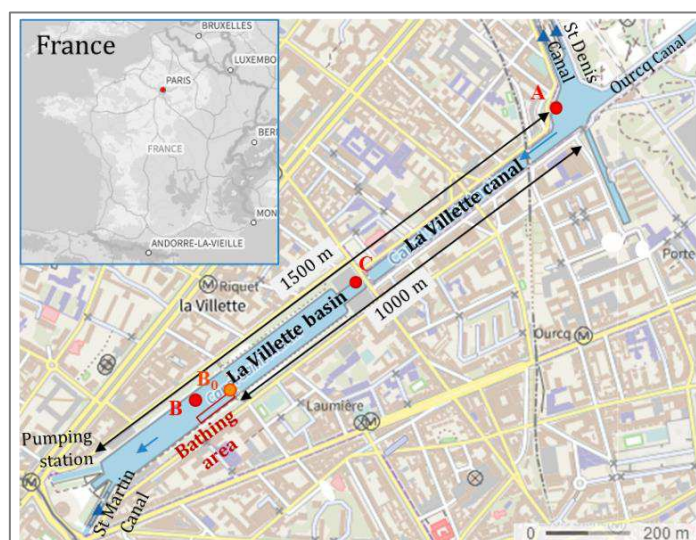 France
BRUXELLES
LUXEMBO
PARIS
FRANCE
BER
MON
ANDORRE-LA-VIEILLE
St Denis
Canal
Ourcq Canal
A
La Villette canal
1500 m
C
1000 m
Riquet
M
la Villette
La Villette basin
Porte
Ourcq
M
B₀
B
Laumière
M
Bathing
area
Pumping
station
M
St Martin
Canal
0 200 m